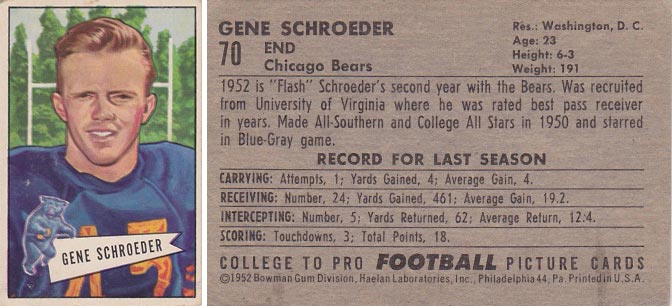 GENE SCHROEDER
GENE SCHROEDER
70
END
Chicago Bears
Res.: Washington, D. C.
Age: 23
Height: 6-3
Weight: 191
1952 is "Flash" Schroeder's second year with the Bears. Was recruited
from University of Virginia where he was rated best pass receiver
in years. Made All-Southern and College All Stars in 1950 and starred
in Blue-Gray game.
RECORD FOR LAST SEASON
CARRYING: Attempts, 1; Yards Gained, 4; Average Gain, 4.
RECEIVING: Number, 24; Yards Gained, 461; Average Gain, 19.2.
INTERCEPTING: Number, 5; Yards Returned, 62; Average Return, 12.4.
SCORING: Touchdowns, 3; Total Points, 18.
COLLEGE TO PRO FOOTBALL PICTURE CARDS
©1952 Bowman Gum Division, Haelan Laboratories, Inc., Philadelphia 44, Pa. Printed in U.S.A.